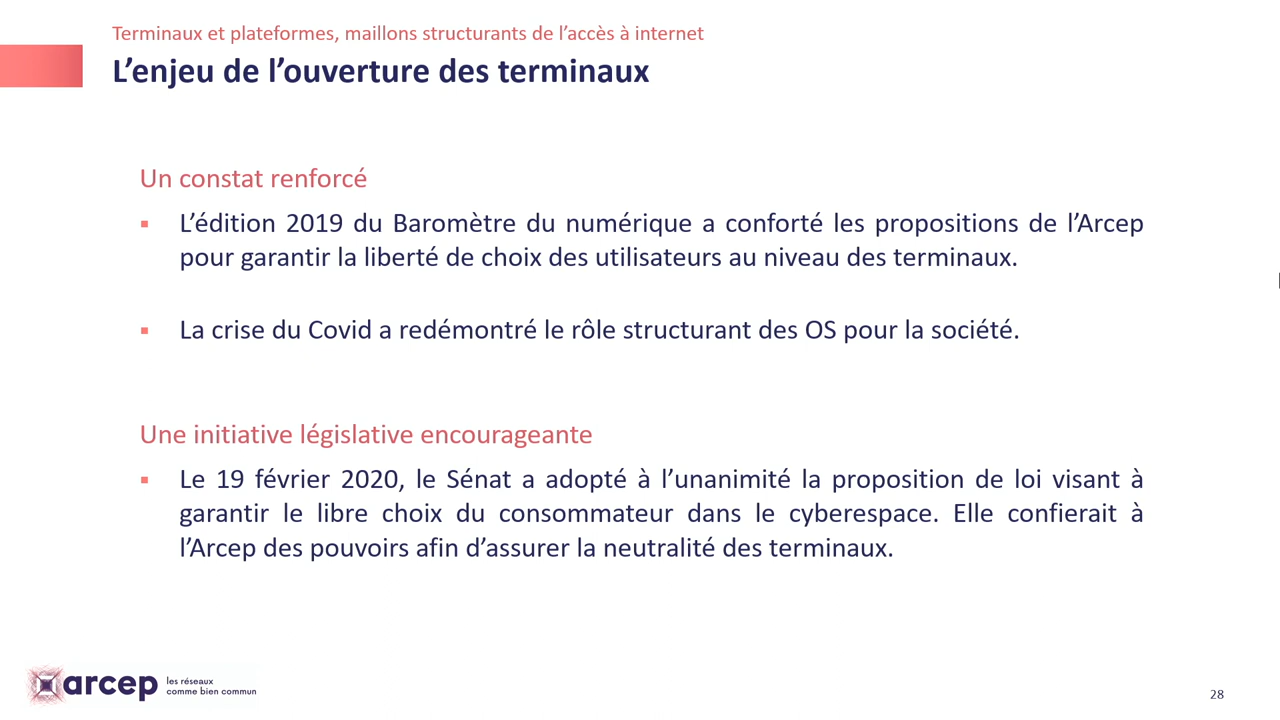 Terminaux et plateformes, maillons structurants de l’accès à internet
L’enjeu de l’ouverture des terminaux
Un constat renforcé
▪ L’édition 2019 du Baromètre du numérique a conforté les propositions de l’Arcep
pour garantir la liberté de choix des utilisateurs au niveau des terminaux.
▪ La crise du Covid a redémontré le rôle structurant des OS pour la société.
Une initiative législative encourageante
▪ Le 19 février 2020, le Sénat a adopté à l’unanimité la proposition de loi visant à
garantir le libre choix du consommateur dans le cyberespace. Elle confierait à
l’Arcep des pouvoirs afin d’assurer la neutralité des terminaux.
arcep
les réseaux
comme bien commun
28